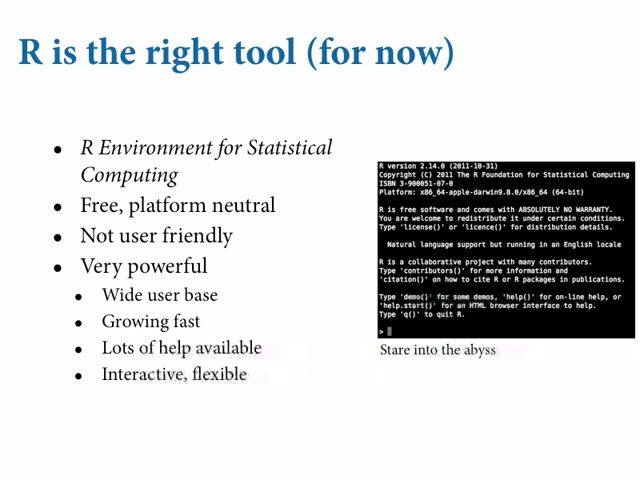 R is the right tool (for now)
• R Environment for Statistical
Computing
• Free, platform neutral
• Not user friendly
• Very powerful
• Wide user base
• Growing fast
• Lots of help available
• Interactive, flexible
R version 2.14.0 (2011-10-31)
Copyright (C) 2011 The R Foundation for Statistical Computing
ISBN 3-900051-07-0
Platform: x86_64-apple-darwin9.8.0/x86_64 (64-bit)
R is free software and comes with ABSOLUTELY NO WARRANTY.
You are welcome to redistribute it under certain conditions.
Type 'license()' or 'licence()' for distribution details.
Natural language support but running in an English locale
R is a collaborative project with many contributors.
Type 'contributors()' for more information and
'citation()' on how to cite R or R packages in publications.
Type 'demo()' for some demos, 'help()' for on-line help, or
'help.start()' for an HTML browser interface to help.
Type 'q()' to quit R.
>
Stare into the abyss